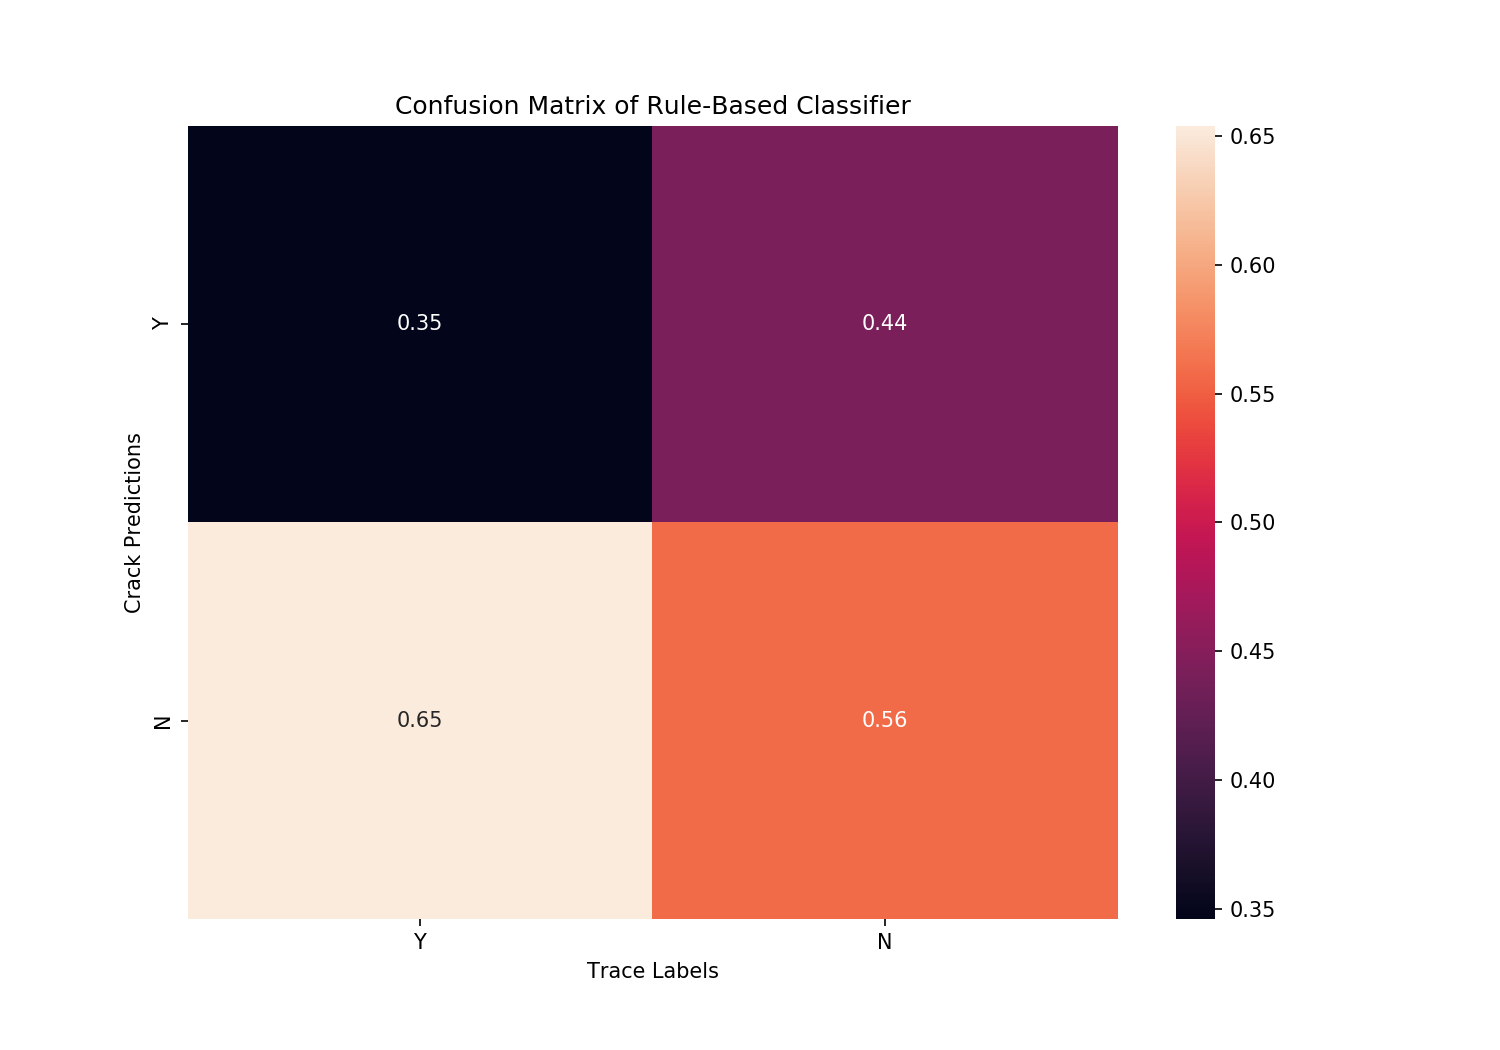 Confusion Matrix of Rule-Based Classifier
Crack Predictions
Y
N
0.35
0.44
0.65
0.56
Y
N
Trace Labels
0.65
0.60
0.55
0.50
0.45
0.40
0.35